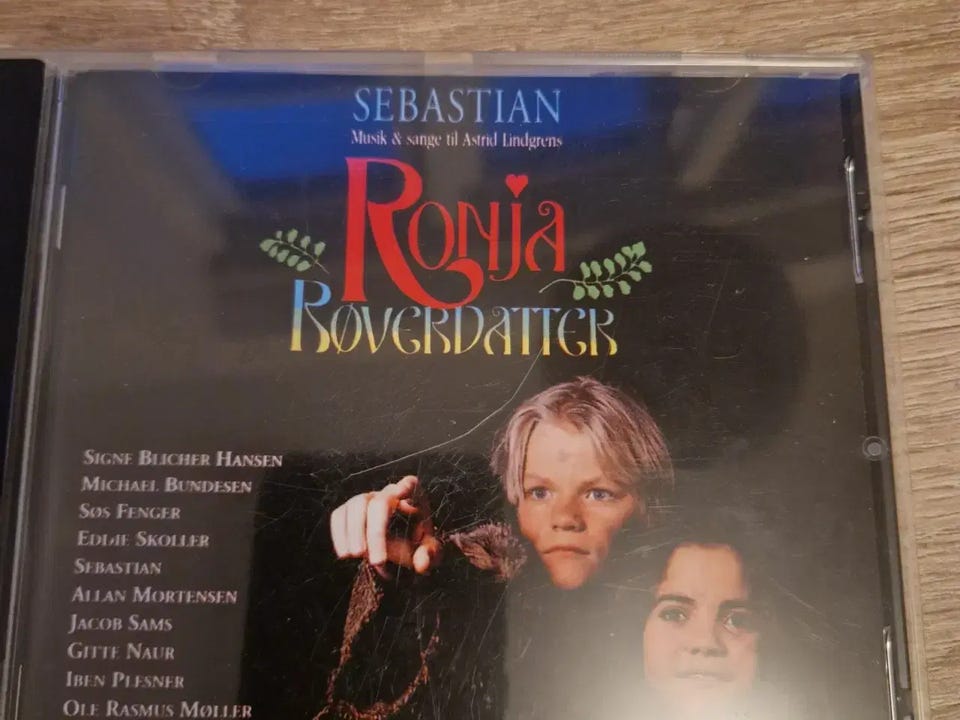 SEBASTIAN
Musik & sange til Astrid Lindgrens
RONJA
RØVERDATTER
SIGNE BLICHER HANSEN
MICHAEL BUNDESEN
SØS FENGER
EDDIE SKOLLER
SEBASTIAN
ALLAN MORTENSEN
JACOB SAMS
GITTE NAUR
IBEN PLESNER
OLE RASMUS MØLLER